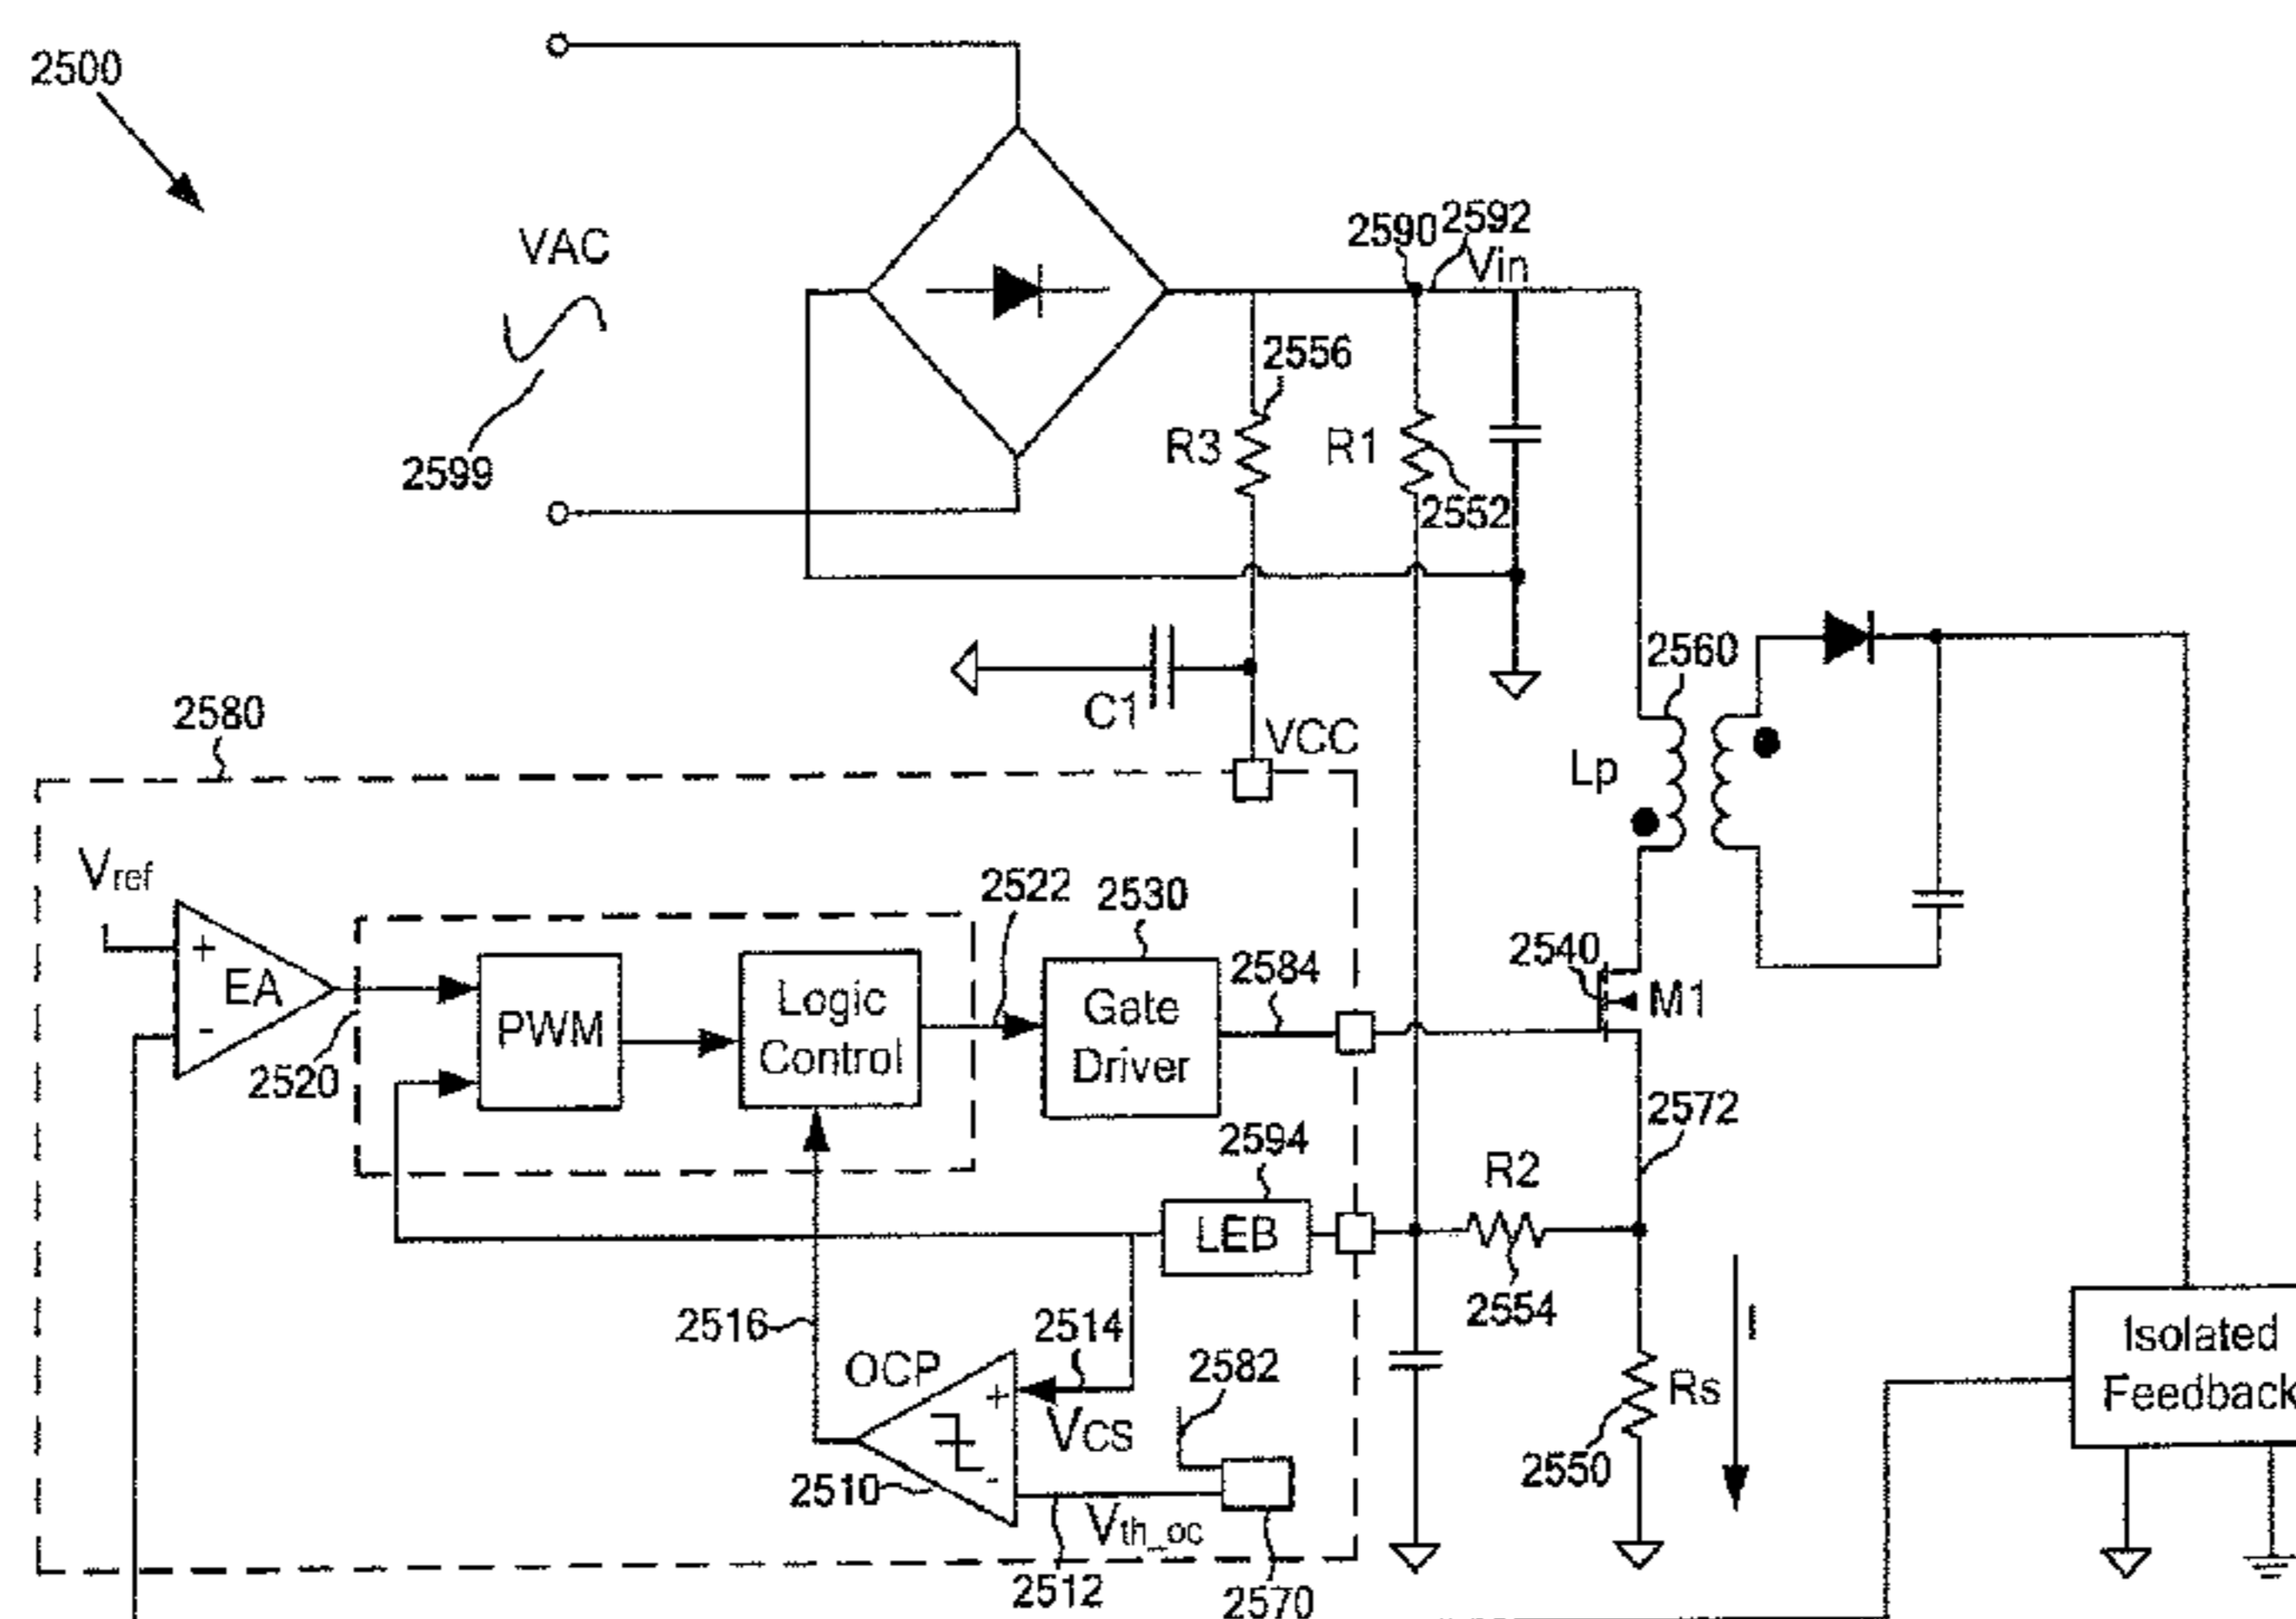 2500
VAC
2599
2590
2592
Vin
2556
R3
R1
2552
2560
C1
VCC
Lp
2580
Vref
+
EA
-
2520
PWM
Logic
Control
2522
2530
Gate
Driver
2584
2540
M1
2572
2594
LEB
R2
2554
I
2516
OCP
2514
+
VCS
2582
-
2510
Vth_oc
2512
2570
Rs
2550
Isolated
Feedback